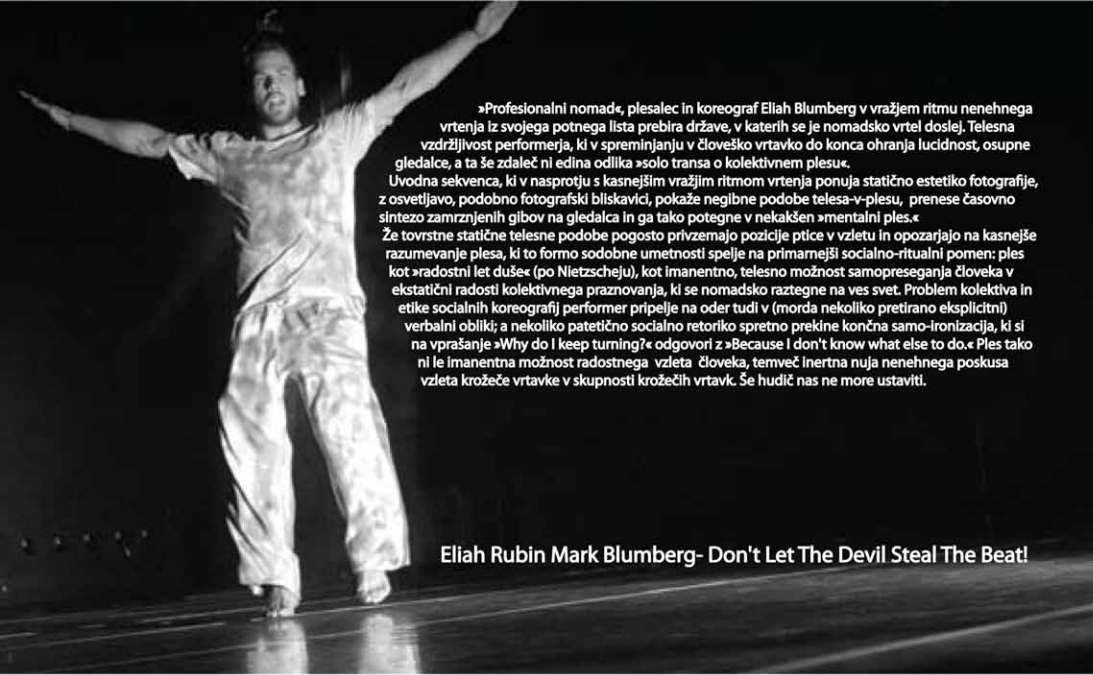 »Profesionalni nomad«, plesalec in koreograf Eliah Blumberg v vražjem ritmu nenehnega
vrtenja iz svojega potnega lista prebira države, v katerih se je nomadsko vrtel doslej. Telesna
vzdržljivost performerja, ki v spreminjanju v človeško vrtavko do konca ohranja lucidnost, osupne
gledalce, a ta še zdaleč ni edina odlika »solo transa o kolektivnem plesu«.
Uvodna sekvenca, ki v nasprotju s kasnejšim vražjim ritmom vrtenja ponuja statično estetiko fotografije,
z osvetljavo, podobno fotografski bliskavici, pokaže negibne podobe telesa-v-plesu, prenese časovno
sintezo zamrznjenih gibov na gledalca in ga tako potegne v nekakšen »mentalni ples.«
Že tovrstne statične telesne podobe pogosto privzemajo pozicije ptice v vzletu in opozarjajo na kasnejše
razumevanje plesa, ki to formo sodobne umetnosti spelje na primarnejši socialno-ritualni pomen: ples
kot »radostni let duše« (po Nietzscheju), kot imanentno, telesno možnost samopreseganja človeka v
ekstatični radosti kolektivnega praznovanja, ki se nomadsko raztegne na ves svet. Problem kolektiva in
etike socialnih koreografij performer pripelje na oder tudi v (morda nekoliko pretirano eksplicitni)
verbalni obliki; a nekoliko patetično socialno retoriko spretno prekine končna samo-ironizacija, ki si
na vprašanje »Why do I keep turning?« odgovori z »Because I don't know what else to do.« Ples tako
ni le imanentna možnost radostnega vzleta človeka, temveč inertna nuja nenehnega poskusa
vzleta krožeče vrtavke v skupnosti krožečih vrtavk. Še hudič nas ne more ustaviti.
Eliah Rubin Mark Blumberg- Don't Let The Devil Steal The Beat!